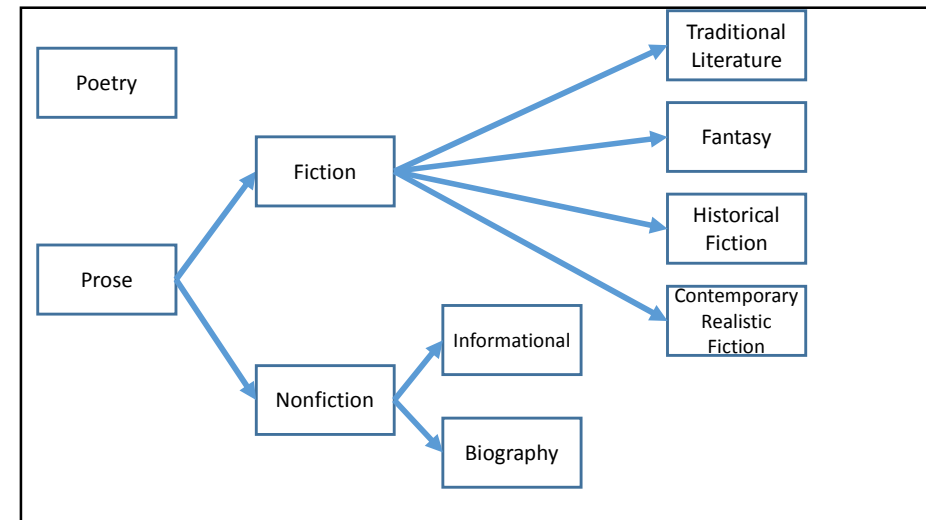 Poetry
Prose
Fiction
Nonfiction
Informational
Biography
Traditional
Literature
Fantasy
Historical
Fiction
Contemporary
Realistic
Fiction